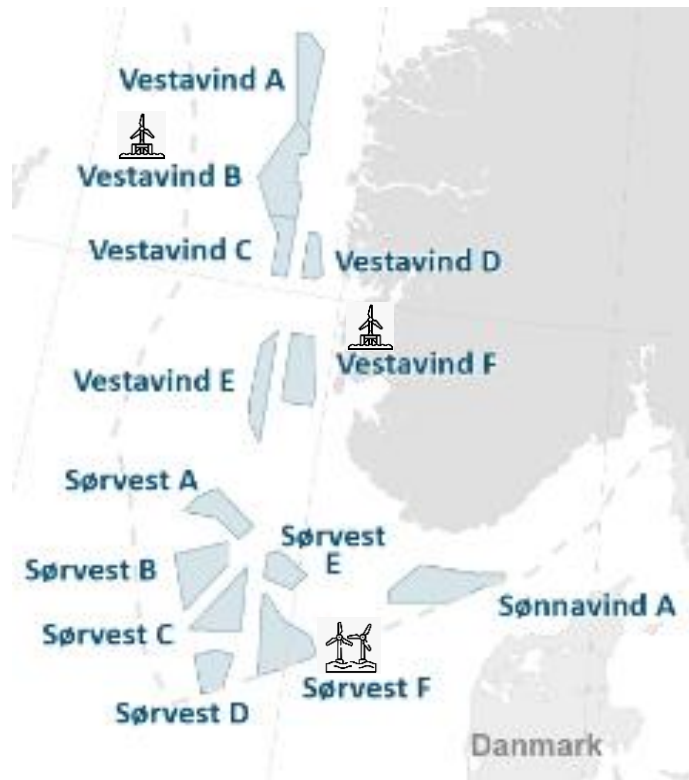 Vestavind A
Vestavind B
Vestavind C
Vestavind D
Vestavind F
Vestavind E
Sørvest A
Sørvest
E
Sørvest B
Sønnavind A
Sørvest C
Sørvest F
Sørvest D
Danmark